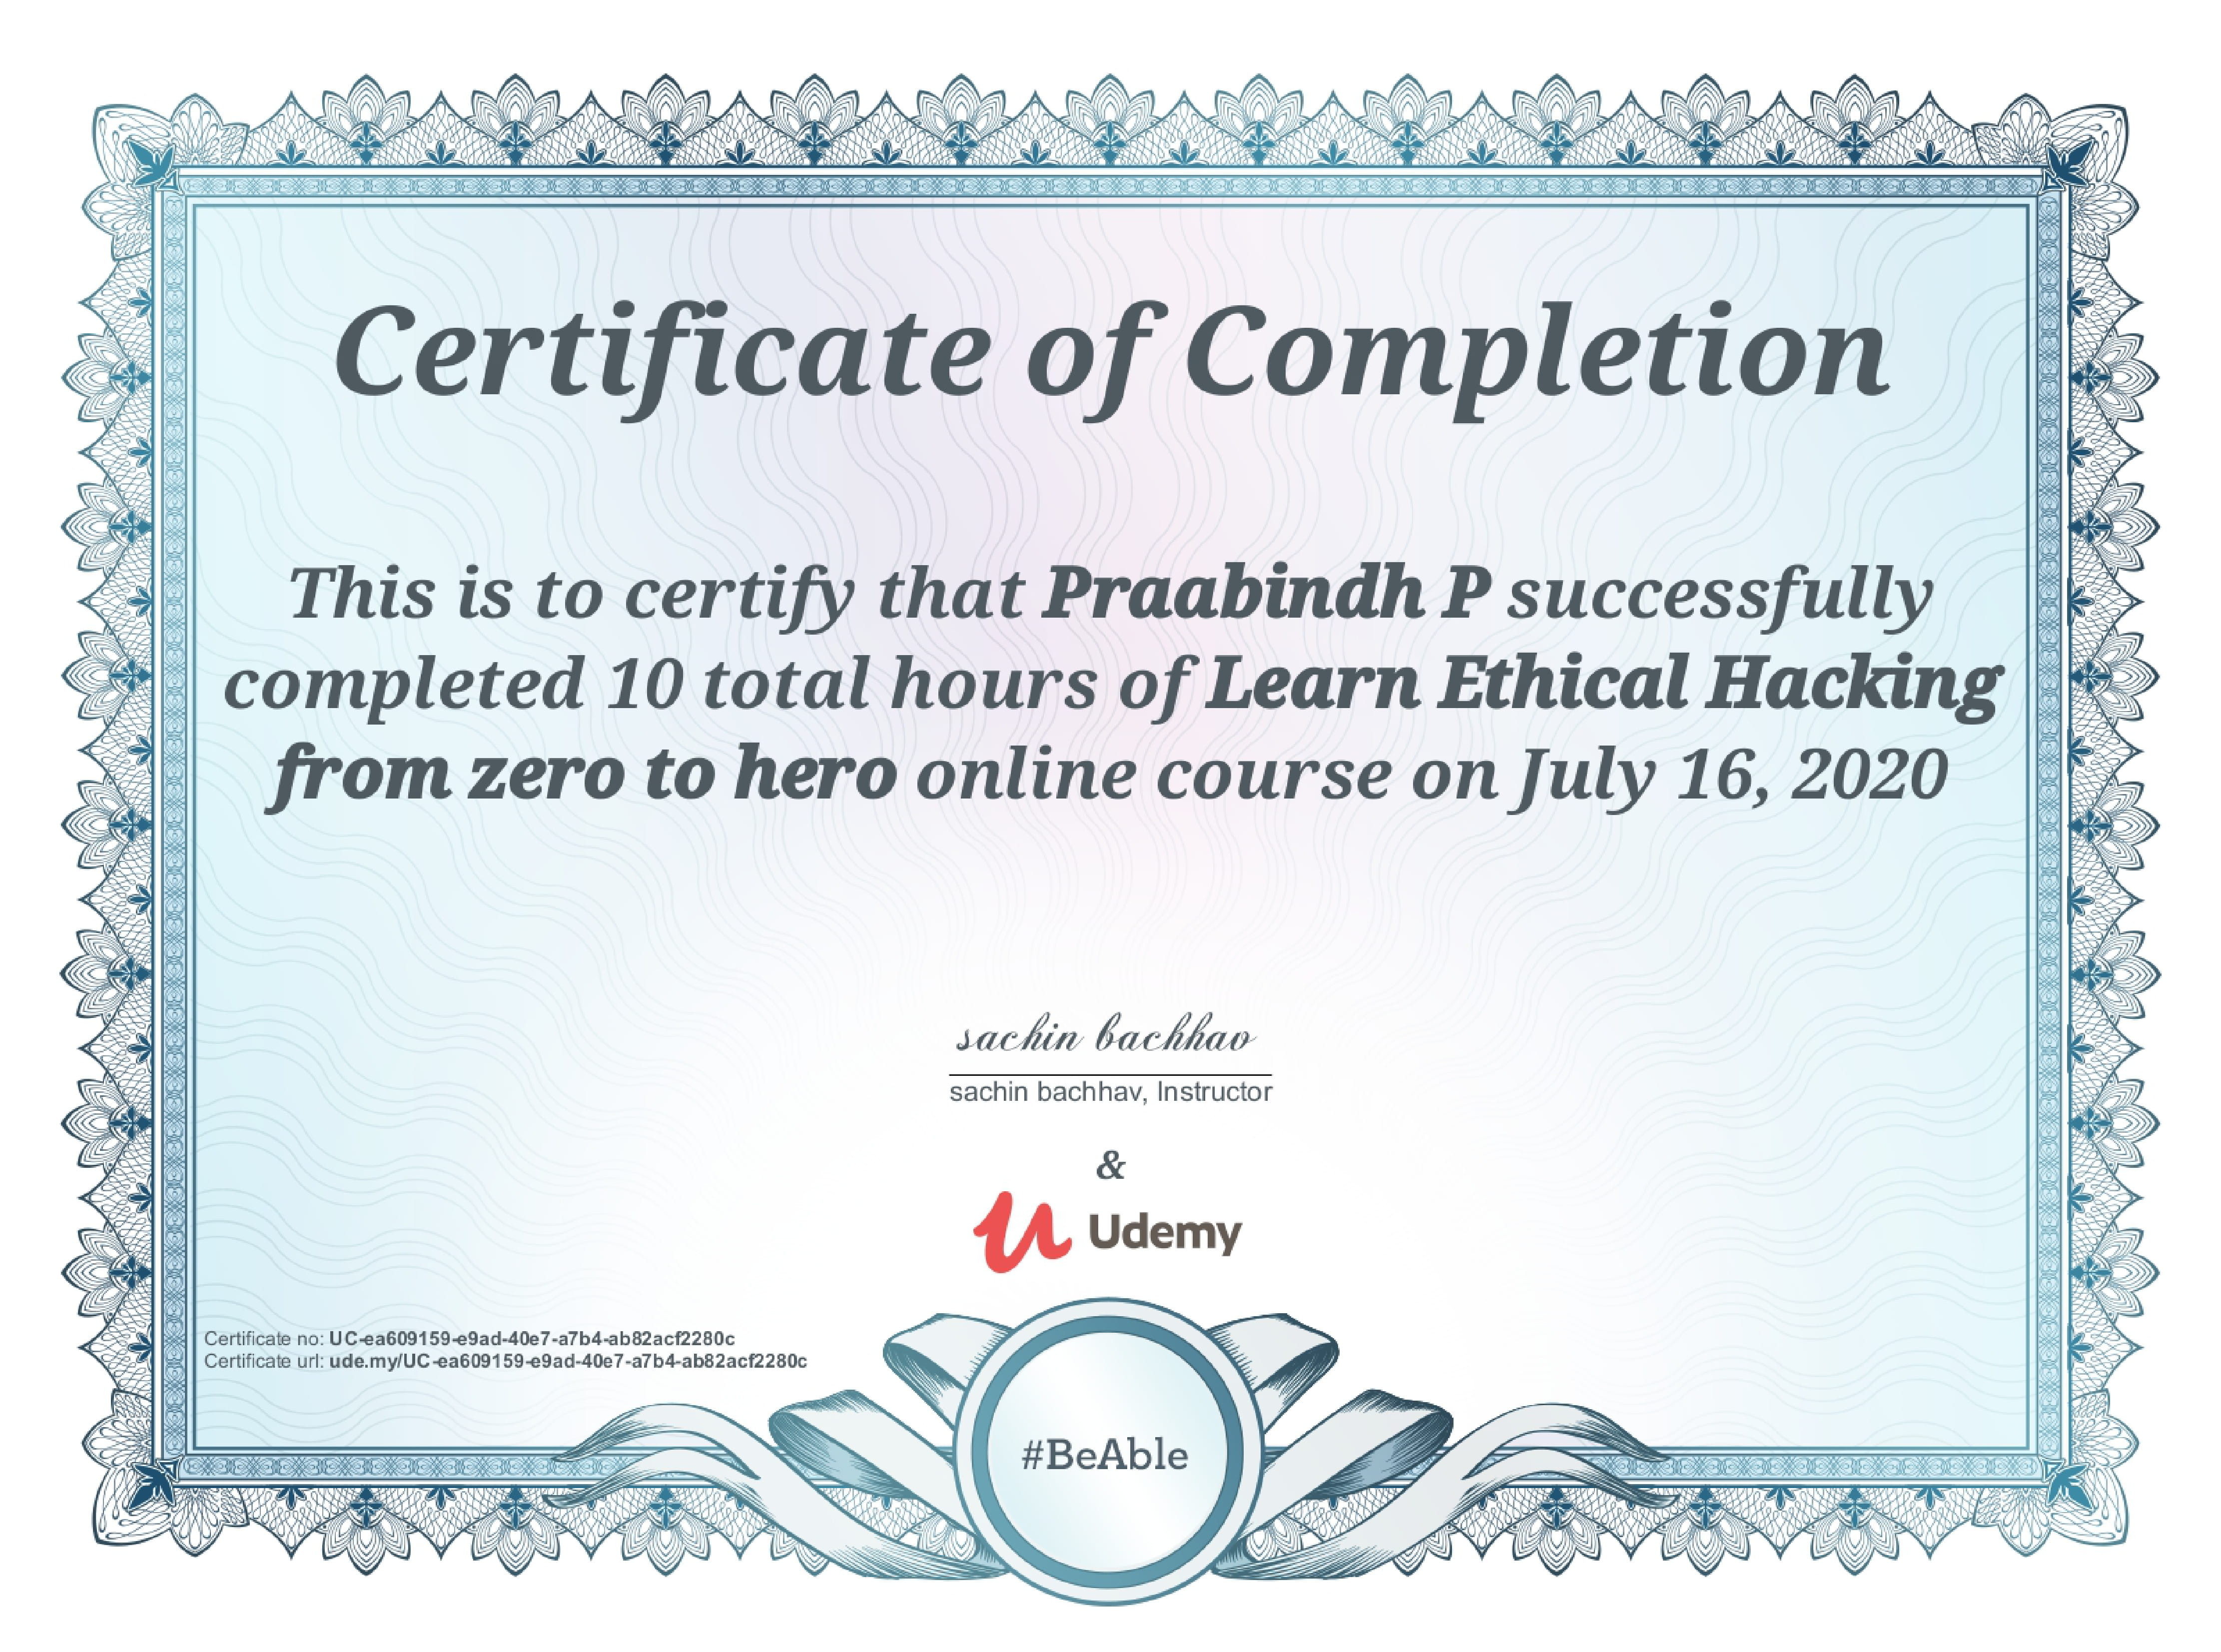 Certificate of Completion
This is to certify that Praabindh P successfully
completed 10 total hours of Learn Ethical Hacking
from zero to hero online course on July 16, 2020
sachin bachhav
sachin bachhav, Instructor
&
Udemy
Certificate no: UC-ea609159-e9ad-40e7-a7b4-ab82acf2280c
Certificate url: ude.my/UC-ea609159-e9ad-40e7-a7b4-ab82acf2280c
#BeAble